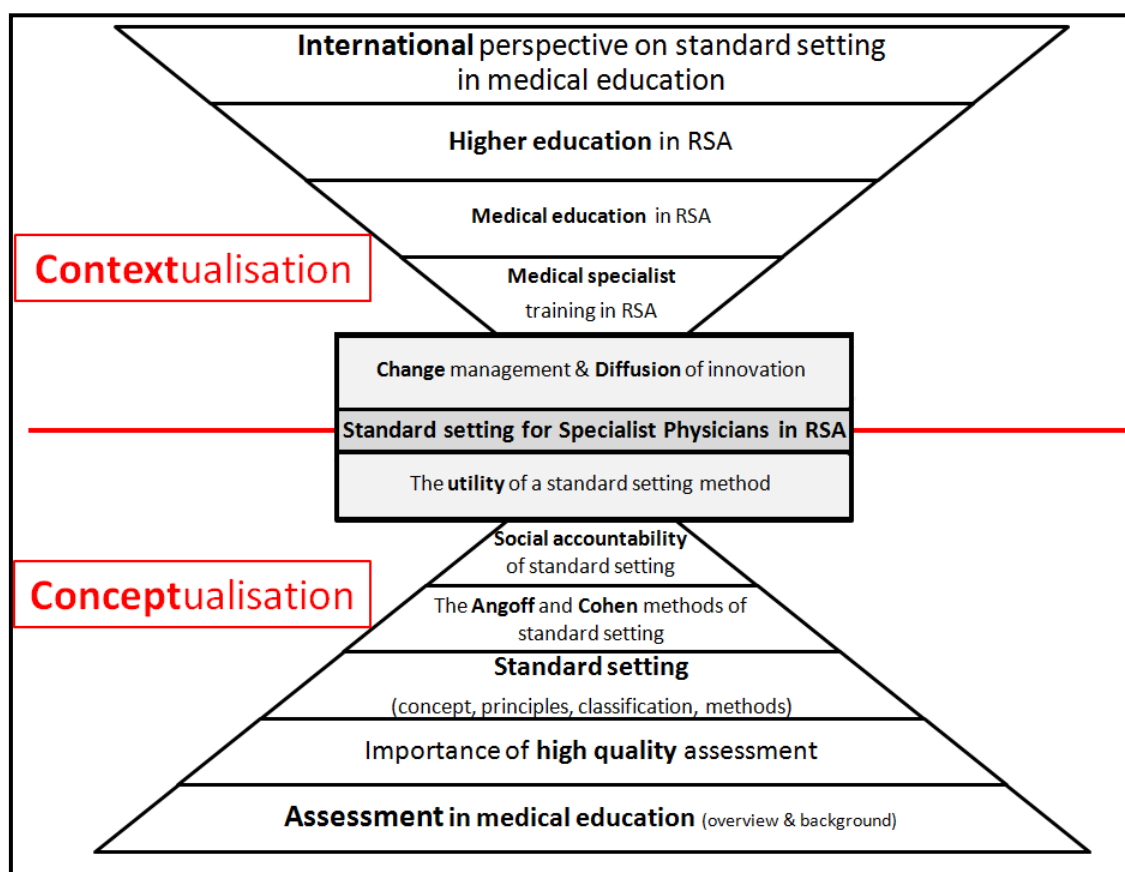 International perspective on standard setting
in medical education
Higher education in RSA
Medical education in RSA
Contextualisation
Medical specialist
training in RSA
Change management & Diffusion of innovation
Standard setting for Specialist Physicians in RSA
The utility of a standard setting method
Social accountability
of standard setting
Conceptualisation
The Angoff and Cohen methods of
standard setting
Standard setting
(concept, principles, classification, methods)
Importance of high quality assessment
Assessment in medical education (overview & background)